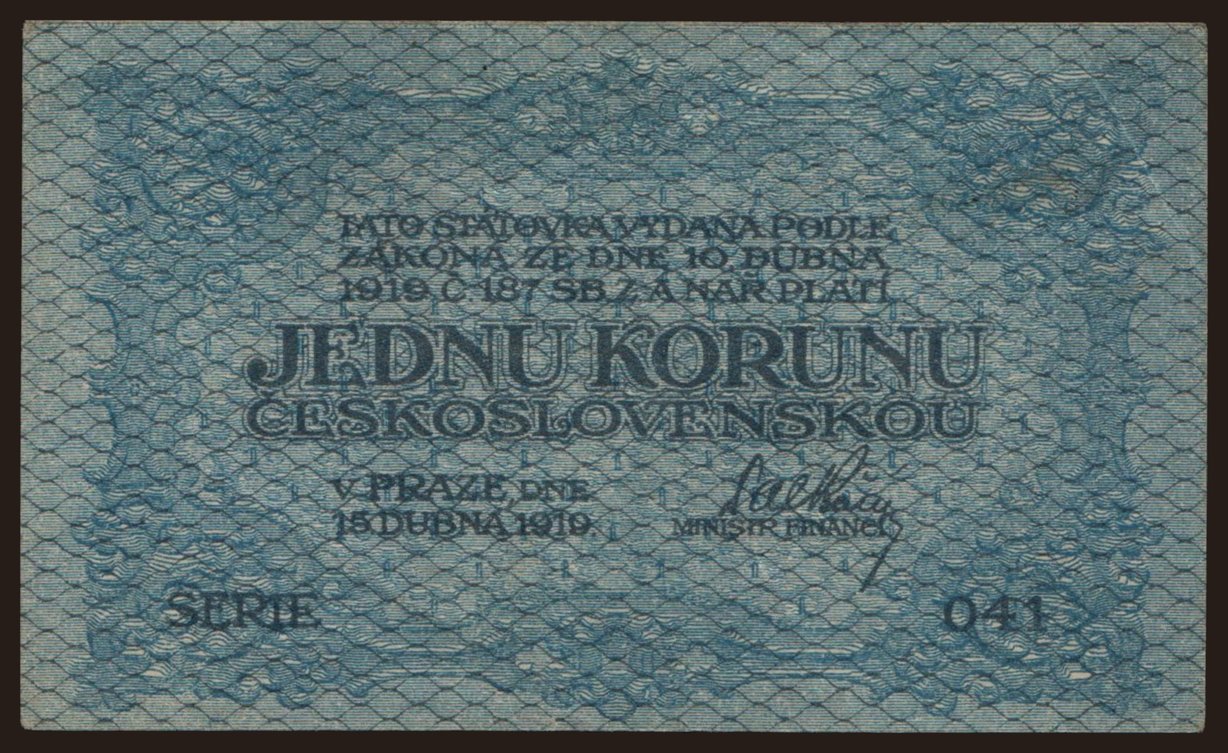 TATO STÁTOVKA VYDANÁ PODLE
ZÁKONA ZE DNE 10. DUBNA
1919 Č. 187 SB. Z. A NAŘ. PLATÍ
JEDNU KORUNU
ČESKOSLOVENSKOU
V PRAZE, DNE
15. DUBNA 1919.
MINISTR FINANCÍ
SERIE 041